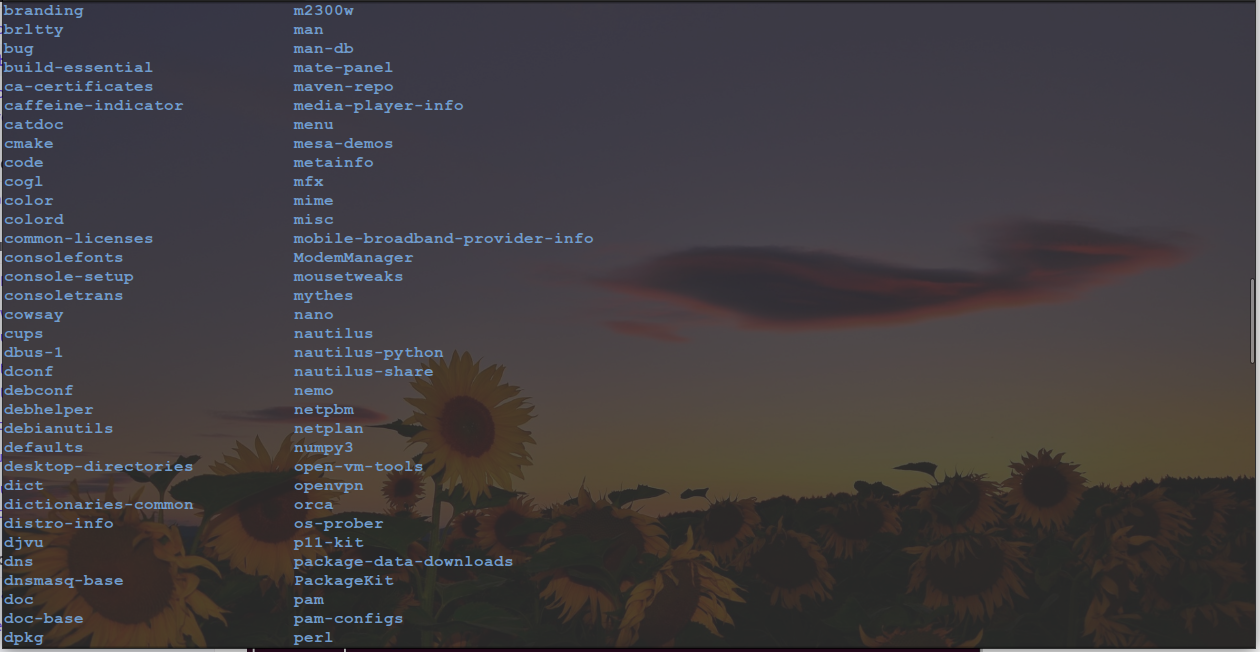 branding m2300w
brltty man
bug man-db
build-essential mate-panel
ca-certificates maven-repo
caffeine-indicator media-player-info
catdoc menu
cmake mesa-demos
code metainfo
cogl mfx
color mime
colord misc
common-licenses mobile-broadband-provider-info
consolefonts ModemManager
console-setup mousetweaks
consoletrans mythes
cowsay nano
cups nautilus
dbus-1 nautilus-python
dconf nautilus-share
debconf nemo
debhelper netpbm
debianutils netplan
defaults numpy3
desktop-directories open-vm-tools
dict openvpn
dictionaries-common orca
distro-info os-prober
djvu p11-kit
dns package-data-downloads
dnsmasq-base PackageKit
doc pam
doc-base pam-configs
dpkg perl